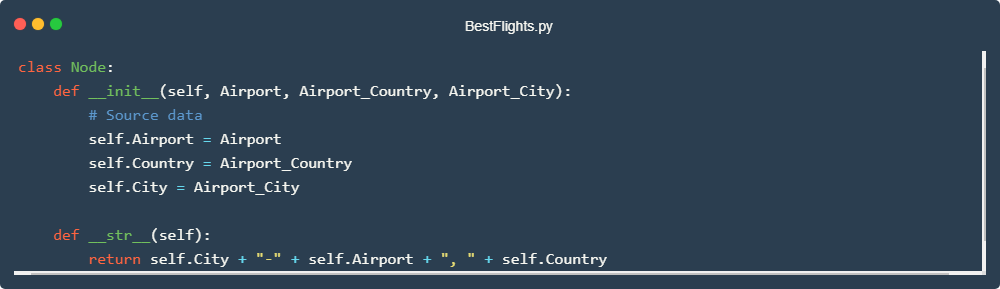 BestFlights.py
class Node:
    def __init__(self, Airport, Airport_Country, Airport_City):
        # Source data
        self.Airport = Airport
        self.Country = Airport_Country
        self.City = Airport_City

    def __str__(self):
        return self.City + "-" + self.Airport + ", " + self.Country